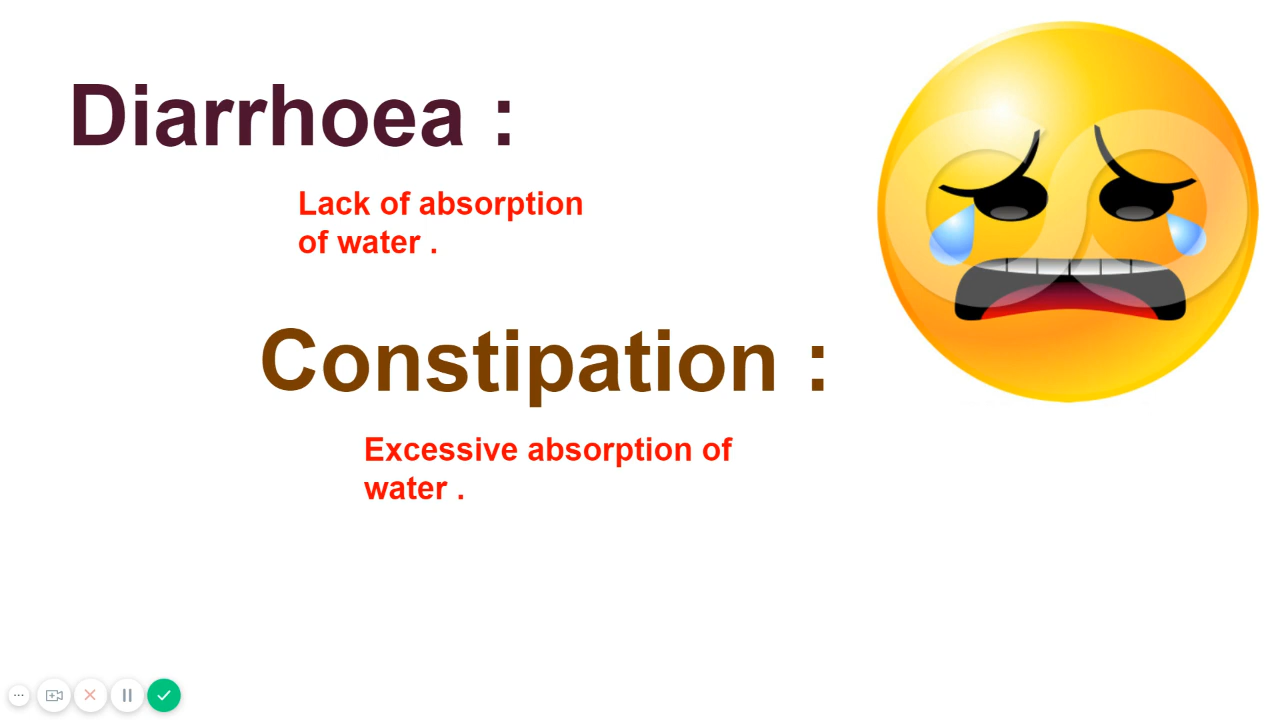 Diarrhoea :
Lack of absorption
of water .
Constipation :
Excessive absorption of
water .